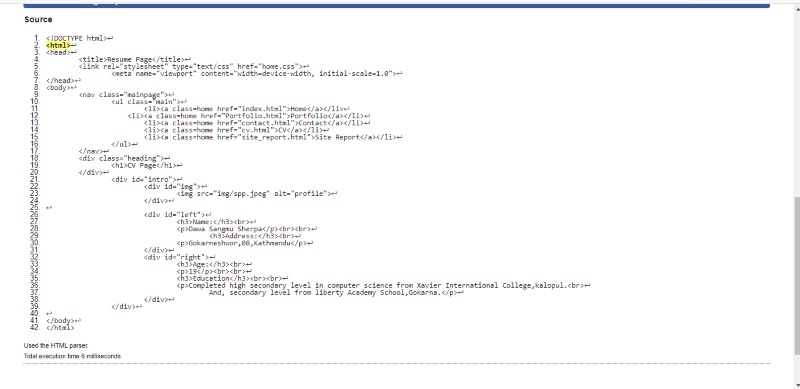 Source
1. <!DOCTYPE html>↩
2. <html>↩
3. <head>↩
4. <title>Resume Page</title>↩
5. <link rel="stylesheet" type="text/css" href="home.css">↩
6. <meta name="viewport" content="width=device-width, initial-scale=1.0">↩
7. </head>↩
8. <body>↩
9. <nav class="mainpage">↩
10. <ul class="main">↩
11. <li><a class=home href="index.html">Home</a></li>↩
12. <li><a class=home href="Portfolio.html">Portfolio</a></li>↩
13. <li><a class=home href="contact.html">Contact</a></li>↩
14. <li><a class=home href="cv.html">CV</a></li>↩
15. <li><a class=home href="site_report.html">Site Report</a></li>↩
16. </ul>↩
17. </nav>↩
18. <div class="heading">↩
19. <h1>CV Page</h1>↩
20. </div>↩
21. <div id="intro">↩
22. <div id="img">↩
23. <img src="img/spp.jpeg" alt="profile">↩
24. </div>↩
25. ↩
26. <div id="left">↩
27. <h3>Name:</h3><br>↩
28. <p>Dawa Sangmu Sherpa</p><br><br>↩
29. <h3>Address:</h3><br>↩
30. <p>Gokarneshwor,08,Kathmandu</p>↩
31. </div>↩
32. <div id="right">↩
33. <h3>Age:</h3><br>↩
34. <p>19</p><br><br>↩
35. <h3>Education</h3><br><br>↩
36. <p>Completed high secondary level in computer science from Xavier International College,kalopul.<br>↩
37. And, secondary level from liberty Academy School,Gokarna.</p>↩
38. </div>↩
39. </div>↩
40. ↩
41. </body>↩
42. </html>
Used the HTML parser.
Total execution time 6 milliseconds.